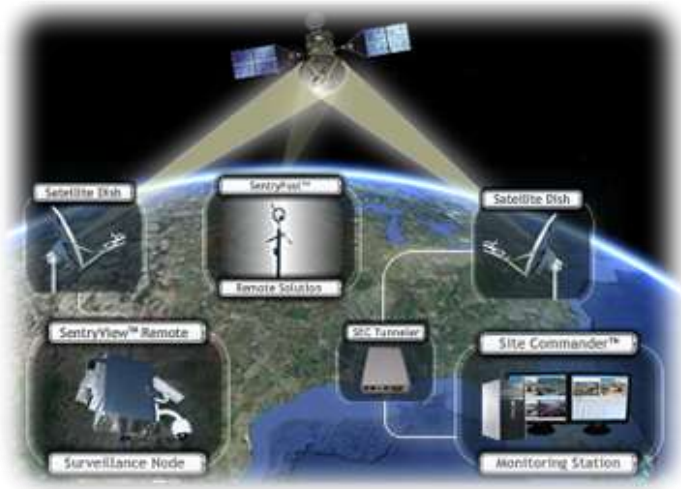 Satellite Dish
SentryPost™
Satellite Dish
Remote Solution
SentryView™ Remote
SEC Tunneler
Site Commander™
Surveillance Node
Monitoring Station